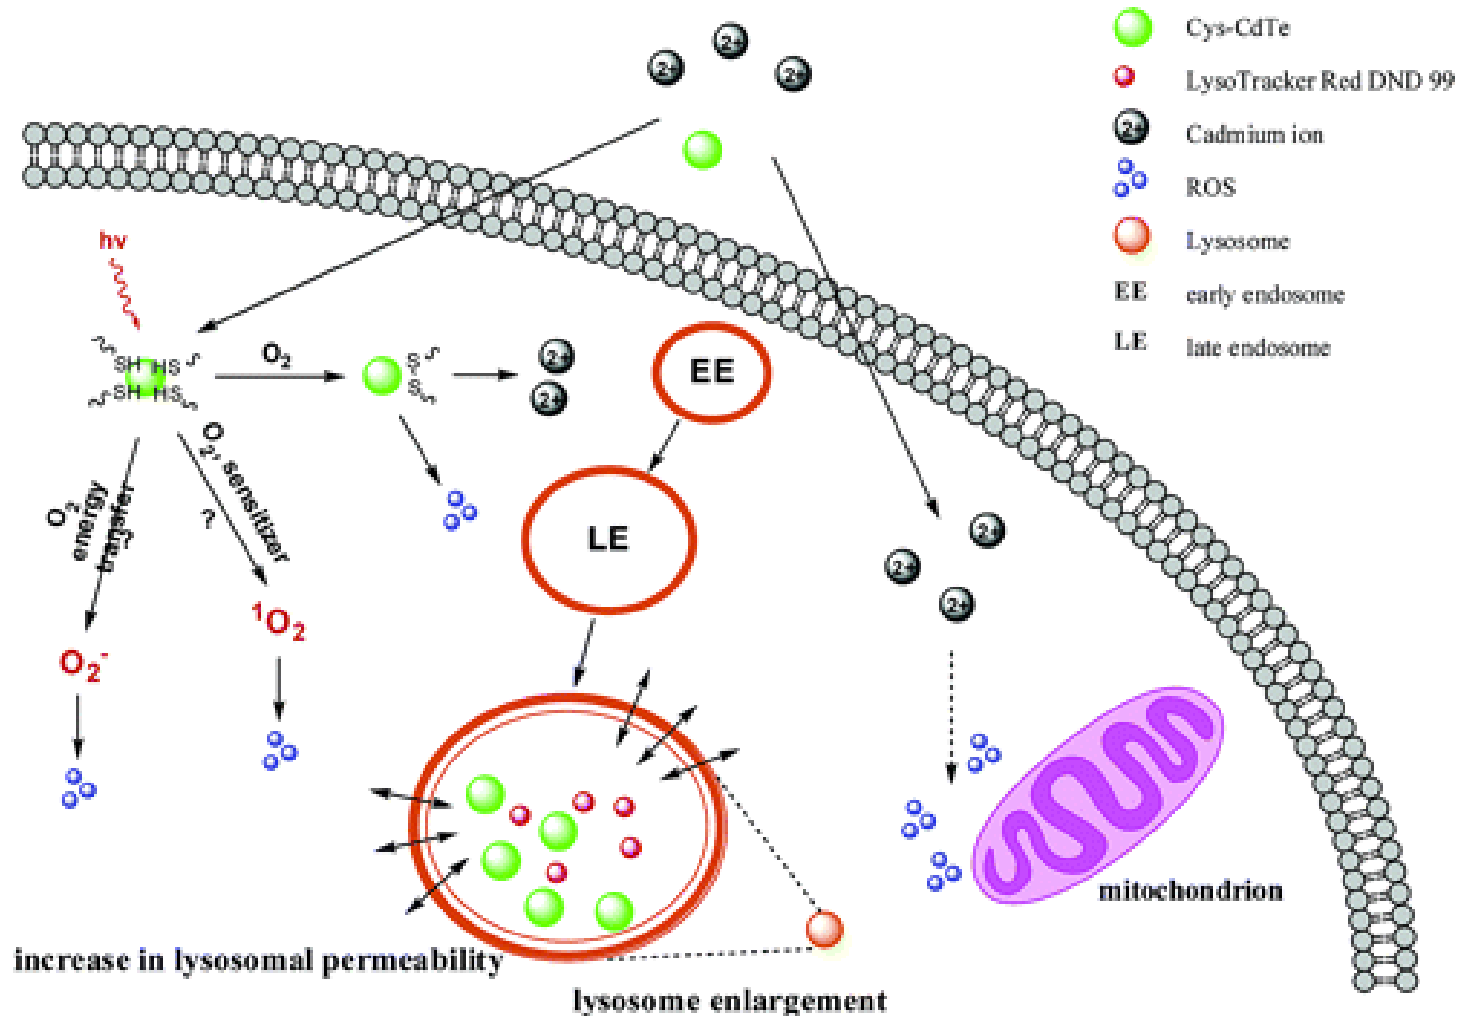 2+
2+
2+
Cys-CdTe
LysoTracker Red DND 99
2+
Cadmium ion
ROS
Lysosome
EE
early endosome
LE
late endosome
hv
SH HS
SH HS
O2
S
S
2+
2+
EE
O2
energy
transfer
?
O2, sensitizer
?
LE
2+
2+
2+
1O2
O2-
mitochondrion
increase in lysosomal permeability
lysosome enlargement